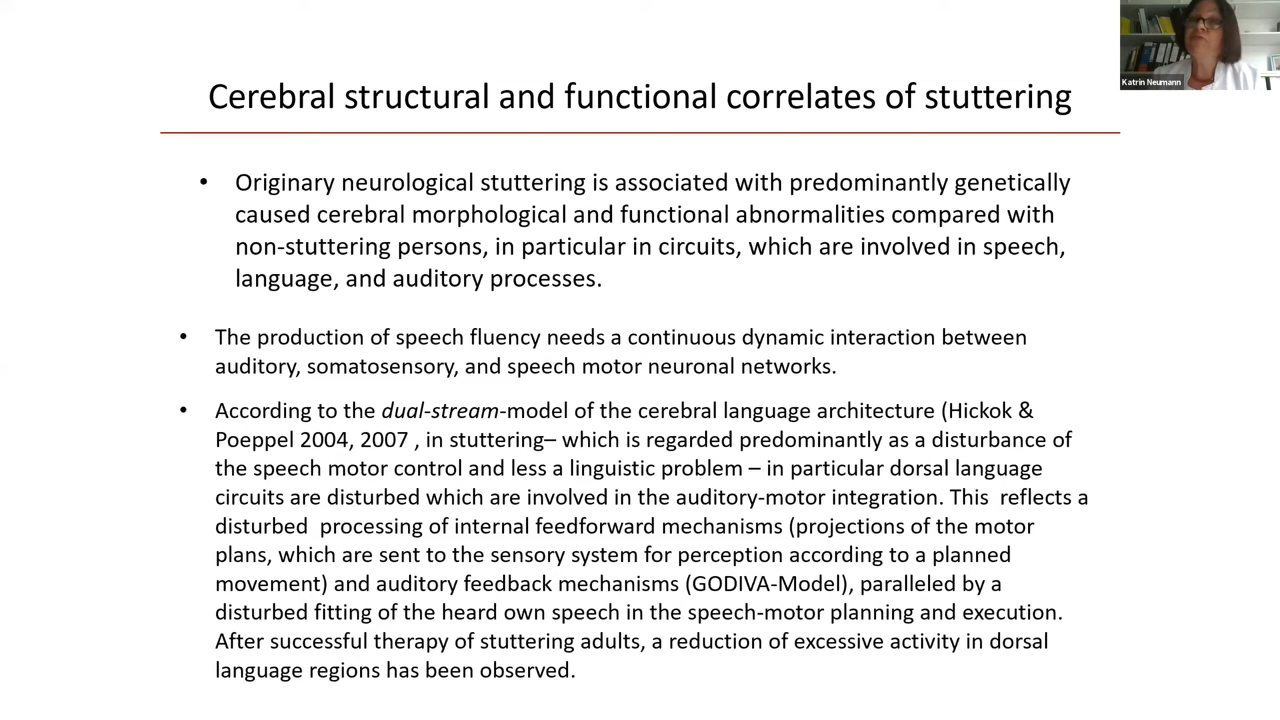 Katrin Neumann
Cerebral structural and functional correlates of stuttering
• Originary neurological stuttering is associated with predominantly genetically
caused cerebral morphological and functional abnormalities compared with
non-stuttering persons, in particular in circuits, which are involved in speech,
language, and auditory processes.
• The production of speech fluency needs a continuous dynamic interaction between
auditory, somatosensory, and speech motor neuronal networks.
• According to the dual-stream-model of the cerebral language architecture (Hickok &
Poeppel 2004, 2007 , in stuttering– which is regarded predominantly as a disturbance of
the speech motor control and less a linguistic problem – in particular dorsal language
circuits are disturbed which are involved in the auditory-motor integration. This  reflects a
disturbed  processing of internal feedforward mechanisms (projections of the motor
plans, which are sent to the sensory system for perception according to a planned
movement) and auditory feedback mechanisms (GODIVA-Model), paralleled by a
disturbed fitting of the heard own speech in the speech-motor planning and execution.
After successful therapy of stuttering adults, a reduction of excessive activity in dorsal
language regions has been observed.